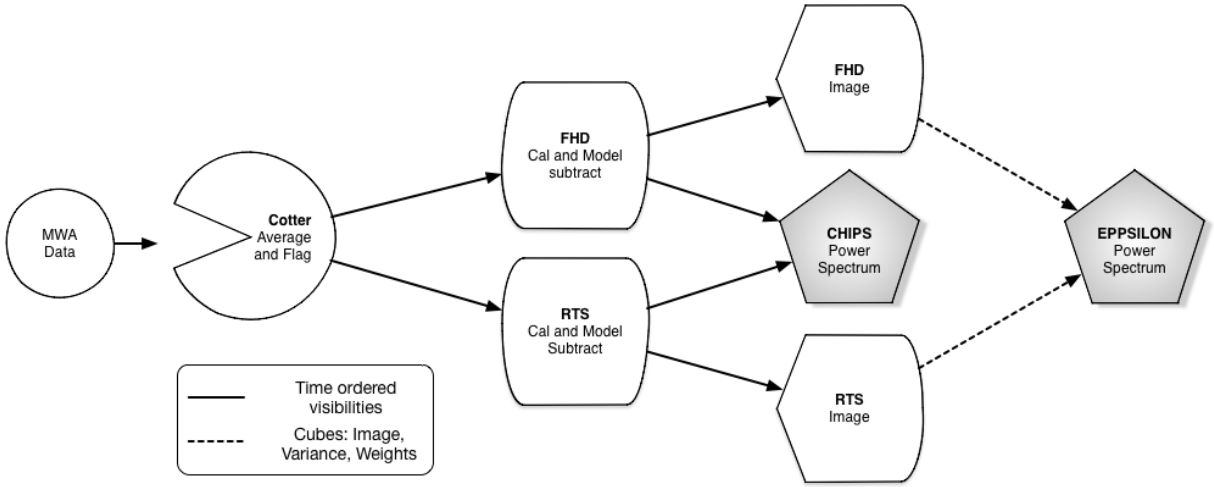 MWA
Data
Cotter
Average
and Flag
FHD
Cal and Model
subtract
RTS
Cal and Model
Subtract
FHD
Image
CHIPS
Power
Spectrum
RTS
Image
EPPSILON
Power
Spectrum
Time ordered
visibilities
Cubes: Image,
Variance, Weights